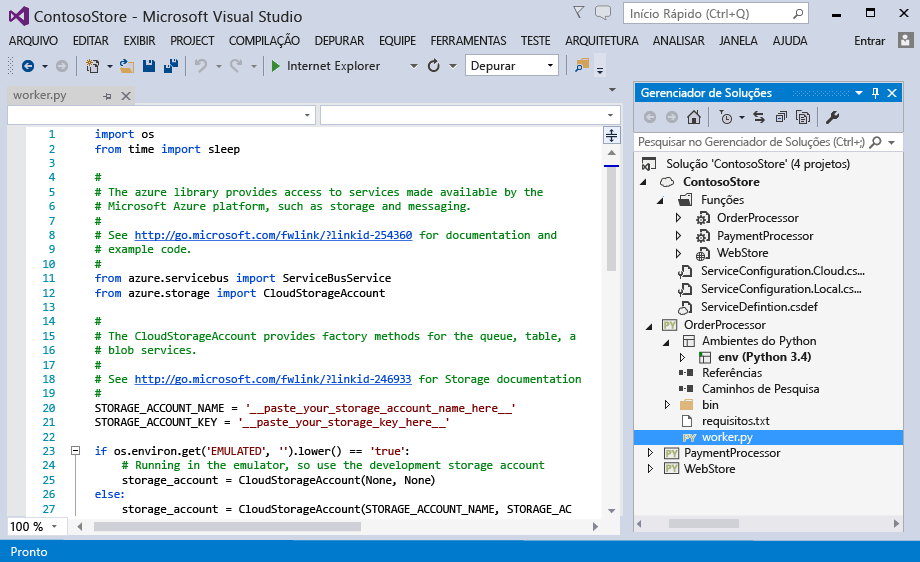 ContosoStore - Microsoft Visual Studio
Início Rápido (Ctrl+Q)
ARQUIVO EDITAR EXIBIR PROJECT COMPILAÇÃO DEPURAR EQUIPE FERRAMENTAS TESTE ARQUITETURA ANALISAR JANELA AJUDA Entrar
Internet Explorer Depurar
worker.py
1 import os
2 from time import sleep
3
4 #
5 # The azure library provides access to services made available by the
6 # Microsoft Azure platform, such as storage and messaging.
7 #
8 # See http://go.microsoft.com/fwlink/?linkid-254360 for documentation and
9 # example code.
10 #
11 from azure.servicebus import ServiceBusService
12 from azure.storage import CloudStorageAccount
13
14 #
15 # The CloudStorageAccount provides factory methods for the queue, table, a
16 # blob services.
17 #
18 # See http://go.microsoft.com/fwlink/?linkid-246933 for Storage documentation
19 #
20 STORAGE_ACCOUNT_NAME = '__paste_your_storage_account_name_here__'
21 STORAGE_ACCOUNT_KEY = '__paste_your_storage_key_here__'
22
23 if os.environ.get('EMULATED', '').lower() == 'true':
24 # Running in the emulator, so use the development storage account
25 storage_account = CloudStorageAccount(None, None)
26 else:
27 storage_account = CloudStorageAccount(STORAGE_ACCOUNT_NAME, STORAGE_AC
100 %
Gerenciador de Soluções
Pesquisar no Gerenciador de Soluções (Ctrl+;)
Solução 'ContosoStore' (4 projetos)
ContosoStore
Funções
OrderProcessor
PaymentProcessor
WebStore
ServiceConfiguration.Cloud.cs...
ServiceConfiguration.Local.cs...
ServiceDefintion.csdef
PY OrderProcessor
Ambientes do Python
env (Python 3.4)
Referências
Caminhos de Pesquisa
bin
requisitos.txt
PY worker.py
PY PaymentProcessor
PY WebStore
Pronto